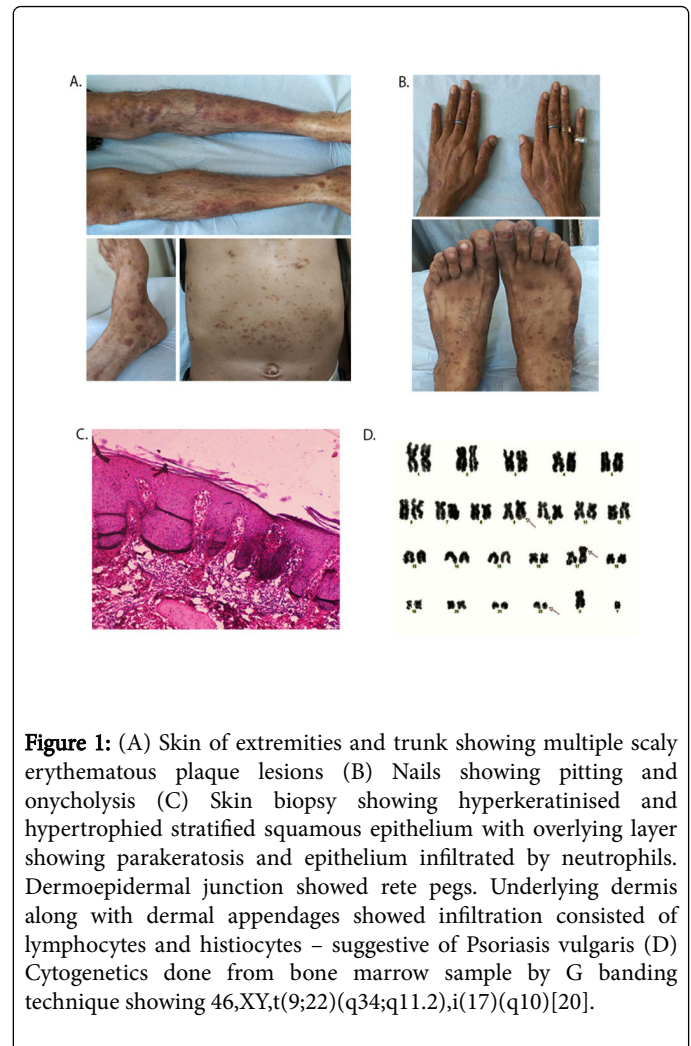 A.
B.
C.
D.
Figure 1: (A) Skin of extremities and trunk showing multiple scaly
erythematous plaque lesions (B) Nails showing pitting and
onycholysis (C) Skin biopsy showing hyperkeratinised and
hypertrophied stratified squamous epithelium with overlying layer
showing parakeratosis and epithelium infiltrated by neutrophils.
Dermoepidermal junction showed rete pegs. Underlying dermis
along with dermal appendages showed infiltration consisted of
lymphocytes and histiocytes – suggestive of Psoriasis vulgaris (D)
Cytogenetics done from bone marrow sample by G banding
technique showing 46,XY,t(9;22)(q34;q11.2),i(17)(q10)[20].